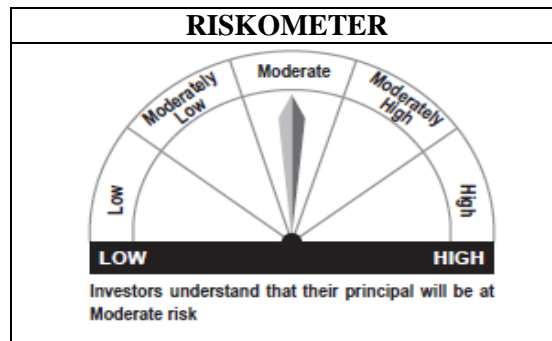 RISKOMETER
Moderate
Moderately
Low
Moderately
High
Low
High
LOW
HIGH
Investors understand that their principal will be at
Moderate risk